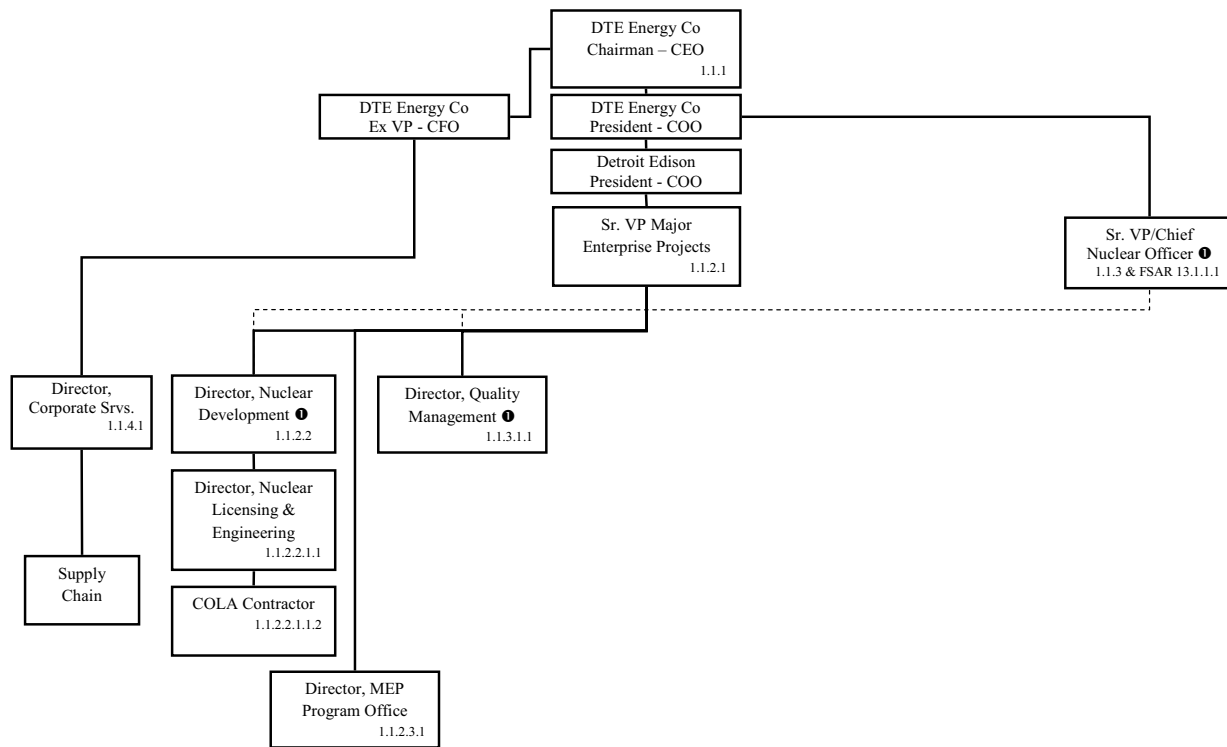 DTE Energy Co
Chairman – CEO
1.1.1
DTE Energy Co
Ex VP - CFO
DTE Energy Co
President - COO
Detroit Edison
President - COO
Sr. VP Major
Enterprise Projects
1.1.2.1
Sr. VP/Chief
Nuclear Officer ❶
1.1.3 & FSAR 13.1.1.1
Director,
Corporate Srvs.
1.1.4.1
Director, Nuclear
Development ❶
1.1.2.2
Director, Quality
Management ❶
1.1.3.1.1
Director, Nuclear
Licensing &
Engineering
1.1.2.2.1.1
Supply
Chain
COLA Contractor
1.1.2.2.1.1.2
Director, MEP
Program Office
1.1.2.3.1